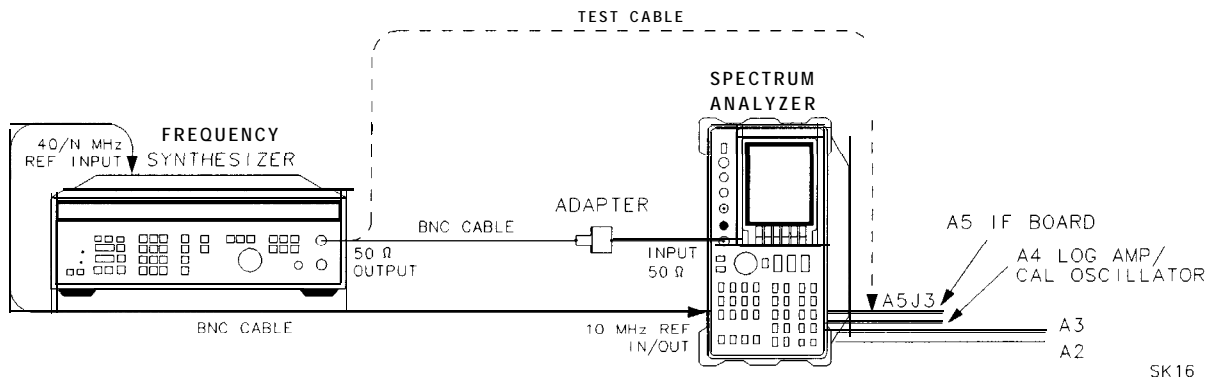 TEST CABLE
SPECTRUM
ANALYZER
40/N MHz
REF INPUT
FREQUENCY
SYNTHESIZER
ADAPTER
BNC CABLE
50 Ω
OUTPUT
INPUT
50 Ω
A5 IF BOARD
A4 LOG AMP/
CAL OSCILLATOR
A5J3
BNC CABLE
10 MHz REF
IN/OUT
A3
A2
SK16